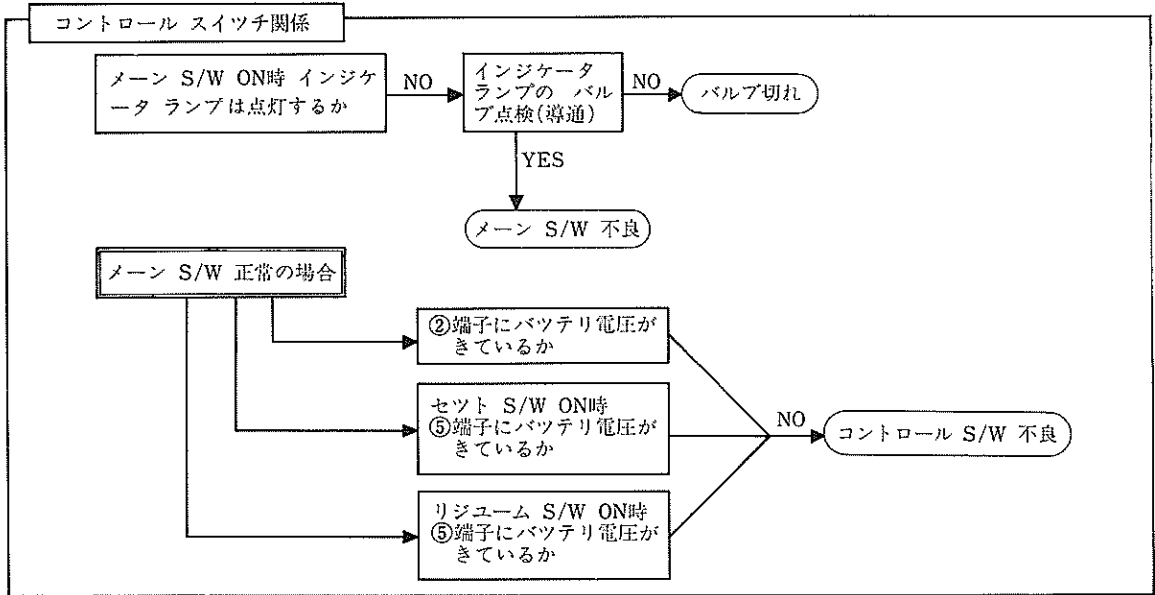 コントロール スイツチ関係
メーン S/W ON時 インジケ
ータ ランプは点灯するか
NO
インジケータ
ランプの バル
ブ点検(導通)
NO
バルブ切れ
YES
メーン S/W 不良
メーン S/W 正常の場合
②端子にバツテリ電圧が
きているか
セツト S/W ON時
⑤端子にバツテリ電圧が
きているか
NO
コントロール S/W 不良
リジユーム S/W ON時
⑤端子にバツテリ電圧が
きているか